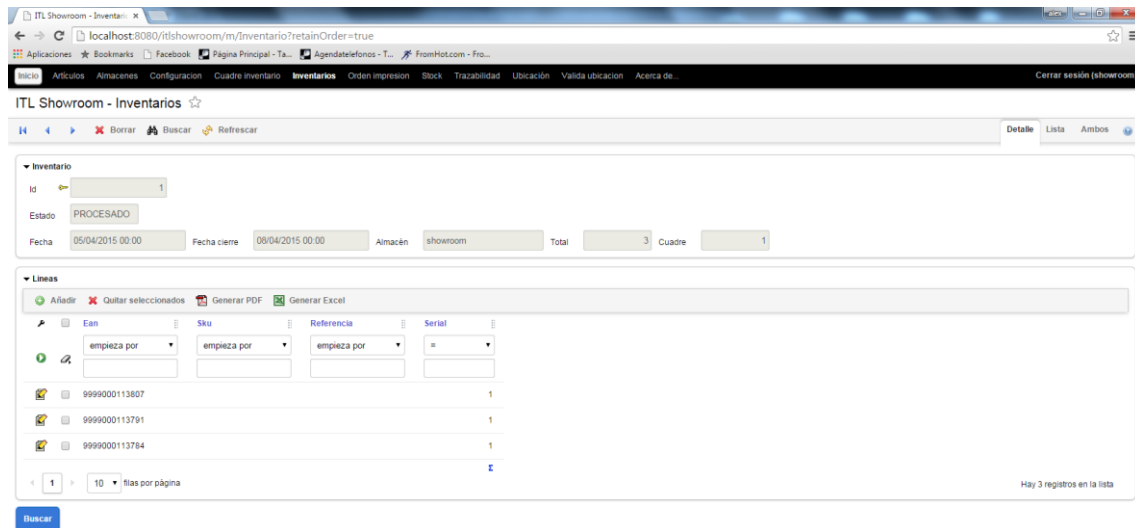 ITL Showroom - Inventari
alex
localhost:8080/itlshowroom/m/Inventario?retainOrder=true
Aplicaciones Bookmarks Facebook Página Principal - Ta... Agendatelefonos - T... FromHot.com - Fro...
Inicio Artículos Almacenes Configuracion Cuadre inventario Inventarios Orden impresion Stock Trazabilidad Ubicación Valida ubicacion Acerca de... Cerrar sesión (showroom
ITL Showroom - Inventarios
Borrar Buscar Refrescar Detalle Lista Ambos
Inventario
Id 1
Estado PROCESADO
Fecha 05/04/2015 00:00 Fecha cierre 08/04/2015 00:00 Almacén showroom Total 3 Cuadre 1
Lineas
Añadir Quitar seleccionados Generar PDF Generar Excel
Ean Sku Referencia Serial
empieza por empieza por empieza por =
9999000113807 1
9999000113791 1
9999000113784 1
Σ
1 10 filas por página Hay 3 registros en la lista
Buscar